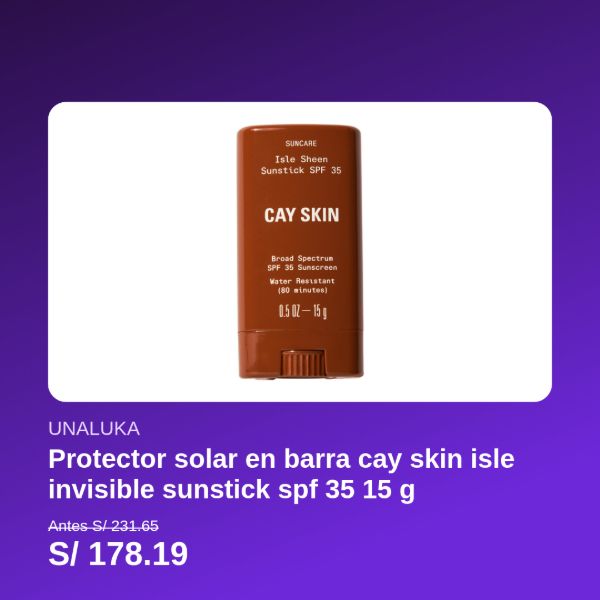 SUNCARE
Isle Sheen
Sunstick SPF 35
CAY SKIN
Broad Spectrum
SPF 35 Sunscreen
Water Resistant
(80 minutes)
0.5 OZ — 15 g
UNALUKA
Protector solar en barra cay skin isle
invisible sunstick spf 35 15 g
Antes S/ 231.65
S/ 178.19